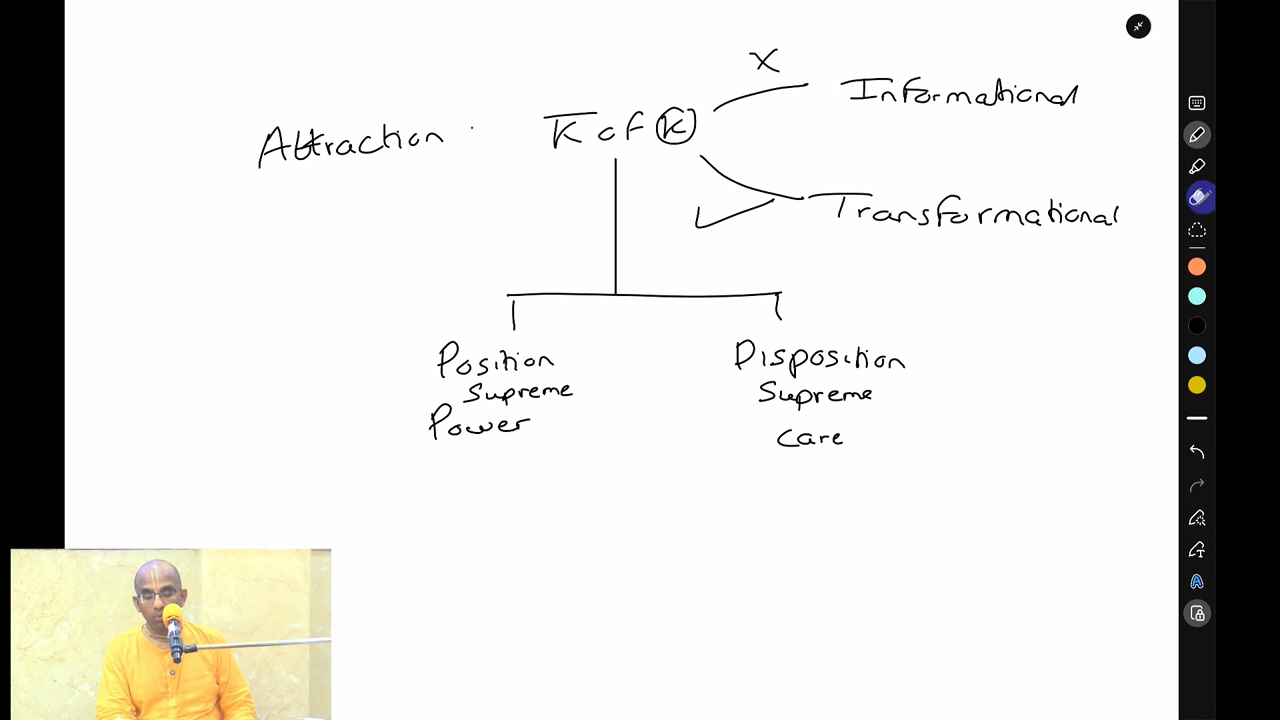 x
Informational
Attraction : K of K
Transformational
Position
Supreme
Power
Disposition
Supreme
Care